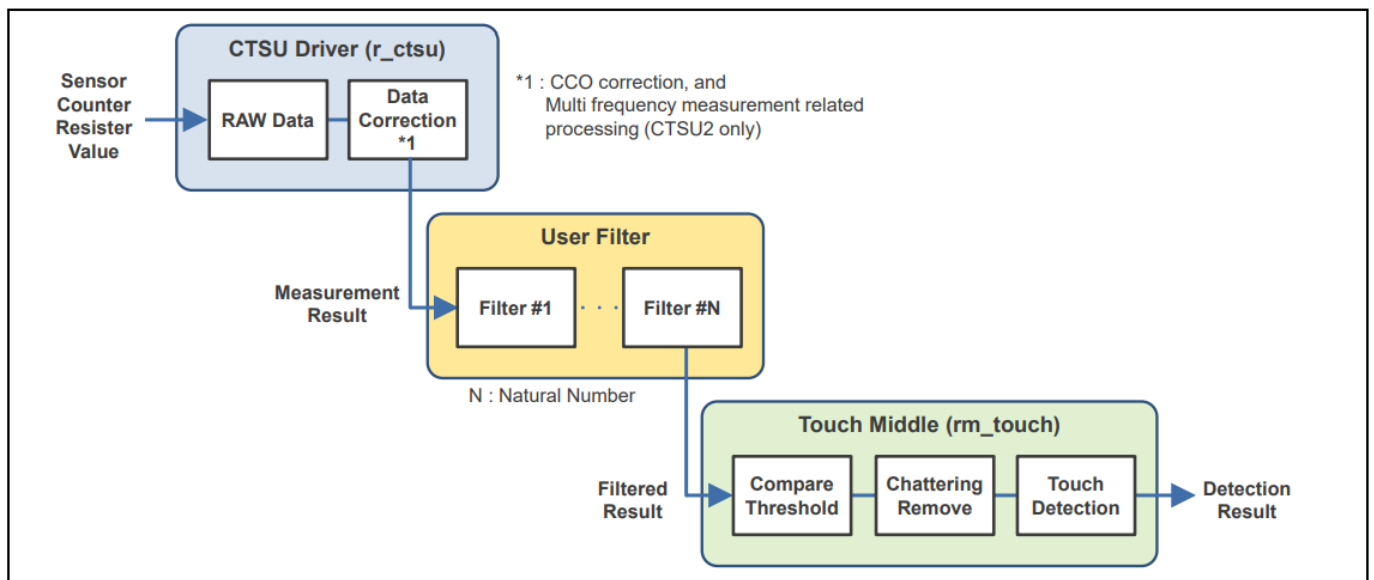 CTSU Driver (r_ctsu)
Sensor
Counter
Resister
Value
RAW Data
Data
Correction
*1
*1 : CCO correction, and
Multi frequency measurement related
processing (CTSU2 only)
User Filter
Measurement
Result
Filter #1
· · ·
Filter #N
N : Natural Number
Touch Middle (rm_touch)
Filtered
Result
Compare
Threshold
Chattering
Remove
Touch
Detection
Detection
Result